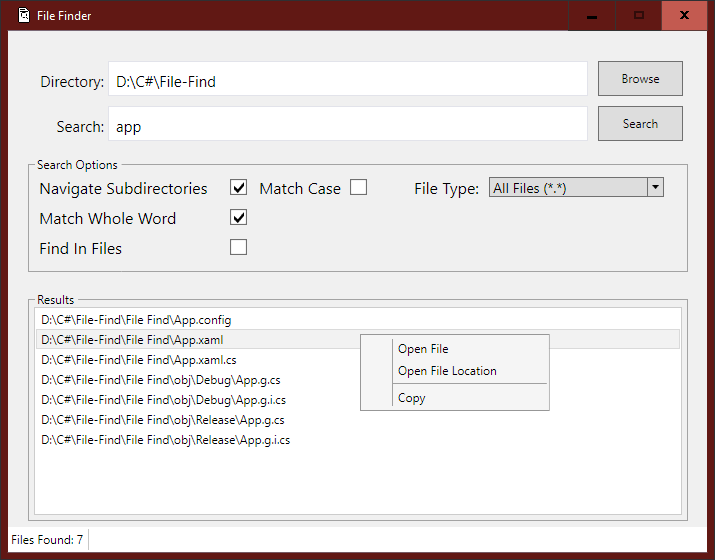 File Finder
Directory: D:\C#\File-Find Browse
Search: app Search
Search Options
Navigate Subdirectories Match Case File Type: All Files (*.*)
Match Whole Word
Find In Files
Results
D:\C#\File-Find\File Find\App.config
D:\C#\File-Find\File Find\App.xaml
D:\C#\File-Find\File Find\App.xaml.cs
D:\C#\File-Find\File Find\obj\Debug\App.g.cs
D:\C#\File-Find\File Find\obj\Debug\App.g.i.cs
D:\C#\File-Find\File Find\obj\Release\App.g.cs
D:\C#\File-Find\File Find\obj\Release\App.g.i.cs
Open File
Open File Location
Copy
Files Found: 7